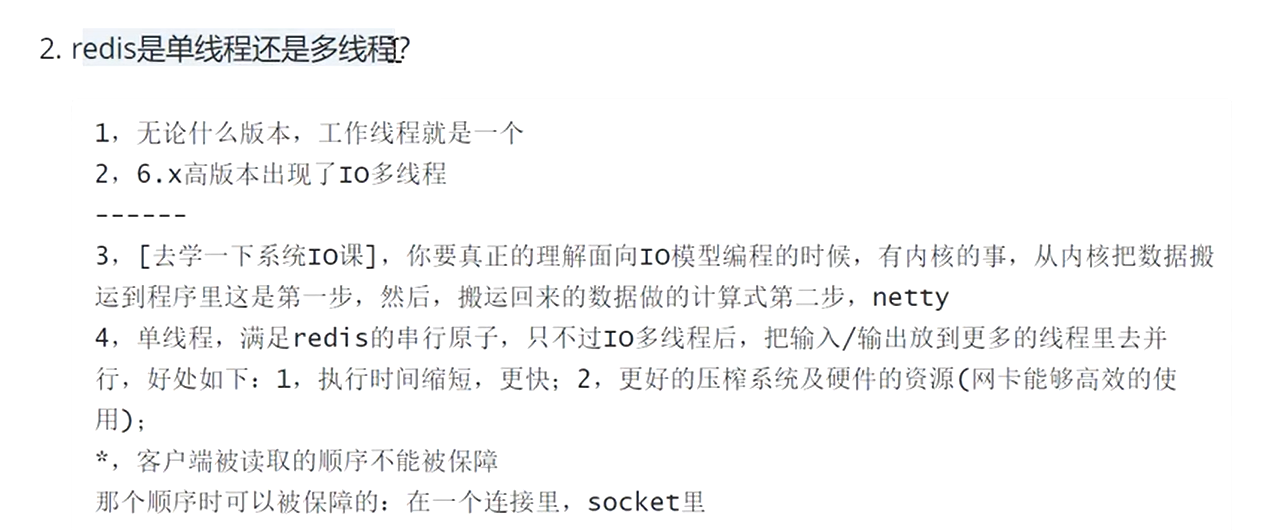 2. redis是单线程还是多线程?
1，无论什么版本，工作线程就是一个
2，6.x高版本出现了IO多线程
------
3，[去学一下系统IO课]，你要真正的理解面向IO模型编程的时候，有内核的事，从内核把数据搬
运到程序里这是第一步，然后，搬运回来的数据做的计算式第二步，netty
4，单线程，满足redis的串行原子，只不过IO多线程后，把输入/输出放到更多的线程里去并
行，好处如下：1，执行时间缩短，更快；2，更好的压榨系统及硬件的资源(网卡能够高效的使
用)；
*，客户端被读取的顺序不能被保障
那个顺序时可以被保障的：在一个连接里，socket里